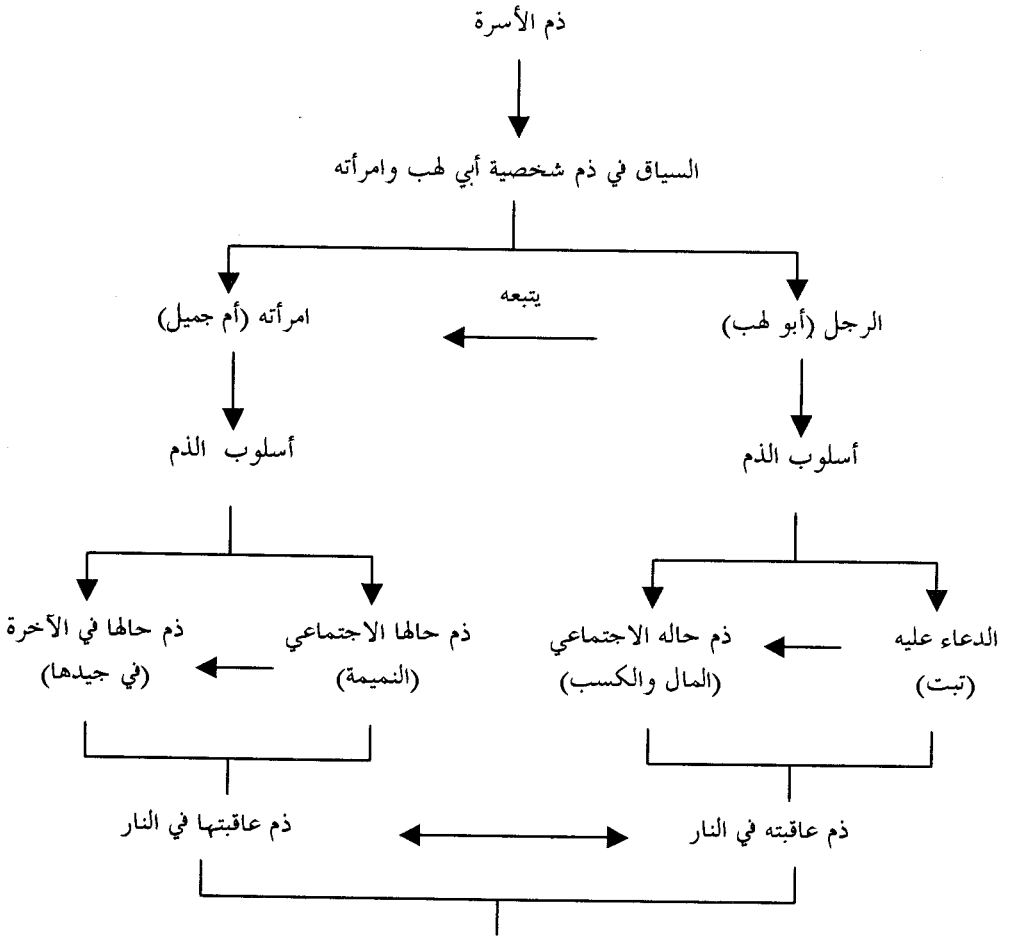 ذم الأسرة
السياق في ذم شخصية أبي لهب وامرأته
الرجل (أبو لهب)
يتبعه
امرأته (أم جميل)
أسلوب الذم
أسلوب الذم
الدعاء عليه
(تبت)
ذم حاله الاجتماعي
(المال والكسب)
ذم حالها الاجتماعي
(النميمة)
ذم حالها في الآخرة
(في جيدها)
ذم عاقبته في النار
ذم عاقبتها في النار